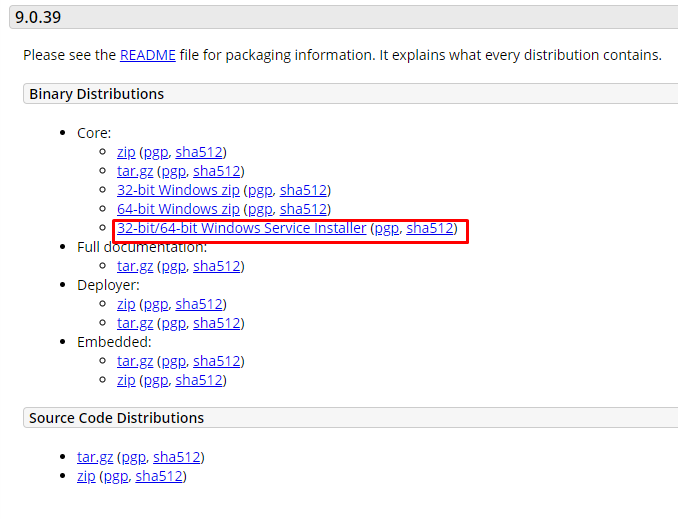 9.0.39
Please see the README file for packaging information. It explains what every distribution contains.
Binary Distributions
Core:
zip (pgp, sha512)
tar.gz (pgp, sha512)
32-bit Windows zip (pgp, sha512)
64-bit Windows zip (pgp, sha512)
32-bit/64-bit Windows Service Installer (pgp, sha512)
Full documentation:
tar.gz (pgp, sha512)
Deployer:
zip (pgp, sha512)
tar.gz (pgp, sha512)
Embedded:
tar.gz (pgp, sha512)
zip (pgp, sha512)
Source Code Distributions
tar.gz (pgp, sha512)
zip (pgp, sha512)